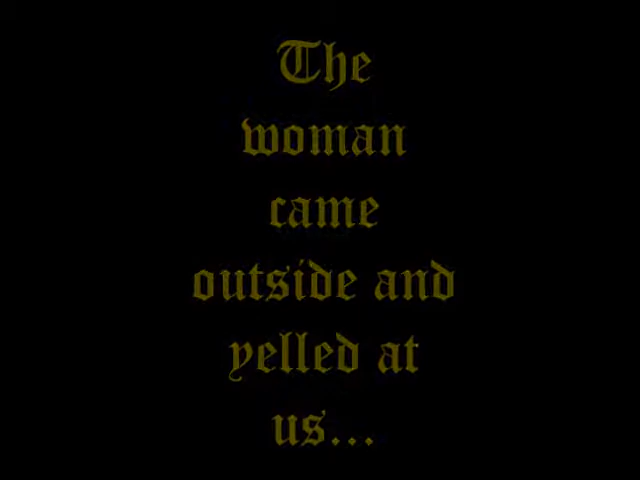 The
woman
came
outside and
yelled at
us...